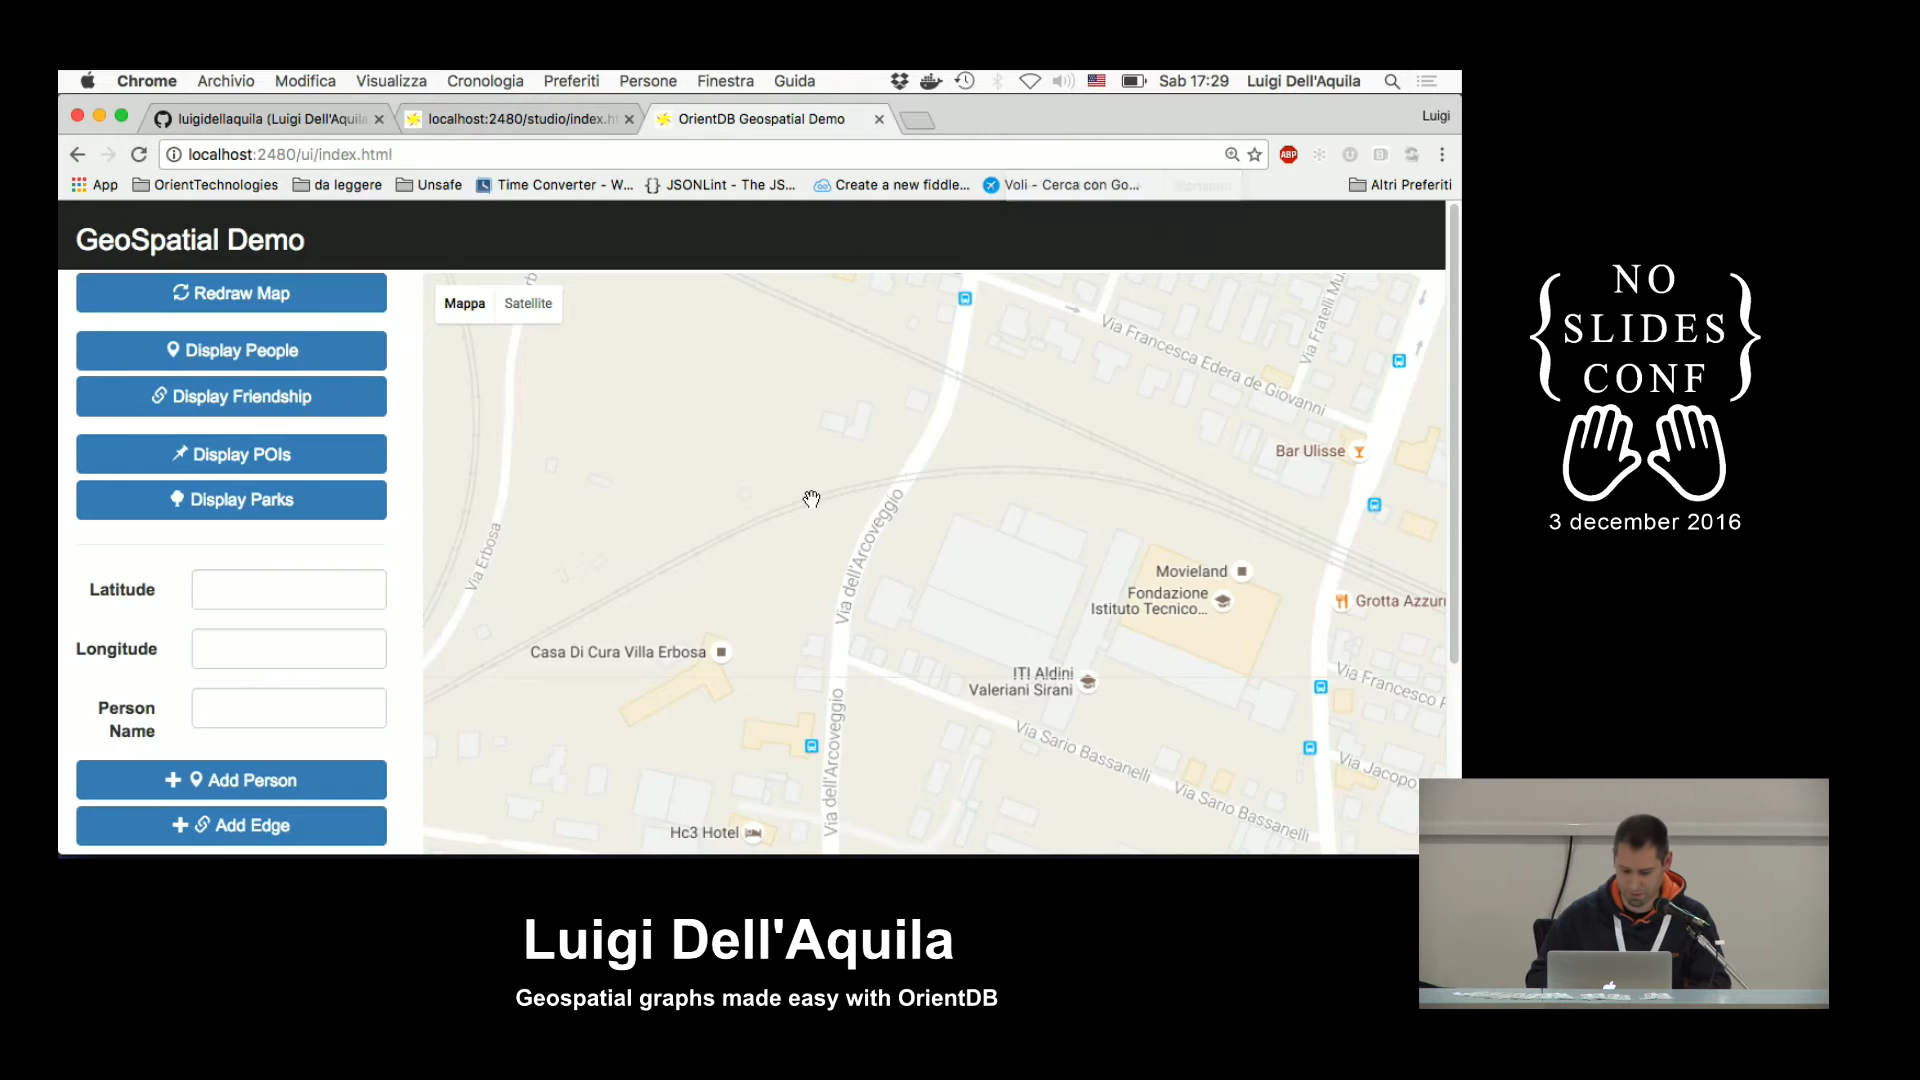 Chrome Archivio Modifica Visualizza Cronologia Preferiti Persone Finestra Guida Sab 17:29 Luigi Dell'Aquila
luigidellaquila (Luigi Dell'Aquila localhost:2480/studio/index.h OrientDB Geospatial Demo Luigi
localhost:2480/ui/index.html ABP
App OrientTechnologies da leggere Unsafe Time Converter - W... {} JSONLint - The JS... Create a new fiddle... Voli - Cerca con Go... Altri Preferiti
GeoSpatial Demo
Redraw Map
Display People
Display Friendship
Display POIs
Display Parks
Latitude
Longitude
Person
Name
Add Person
Add Edge
Mappa Satellite
Via Francesca Edera de Giovanni
Via Fratelli Mu
Bar Ulisse
Via Erbosa
Via dell'Arcoveggio
Movieland
Fondazione
Istituto Tecnico...
Grotta Azzur
Casa Di Cura Villa Erbosa
ITI Aldini
Valeriani Sirani
Via Francesco
Via dell'Arcoveggio
Via Sario Bassanelli
Via Sario Bassanelli
Via Jacopo
Hc3 Hotel
NO
SLIDES
CONF
3 december 2016
Luigi Dell'Aquila
Geospatial graphs made easy with OrientDB